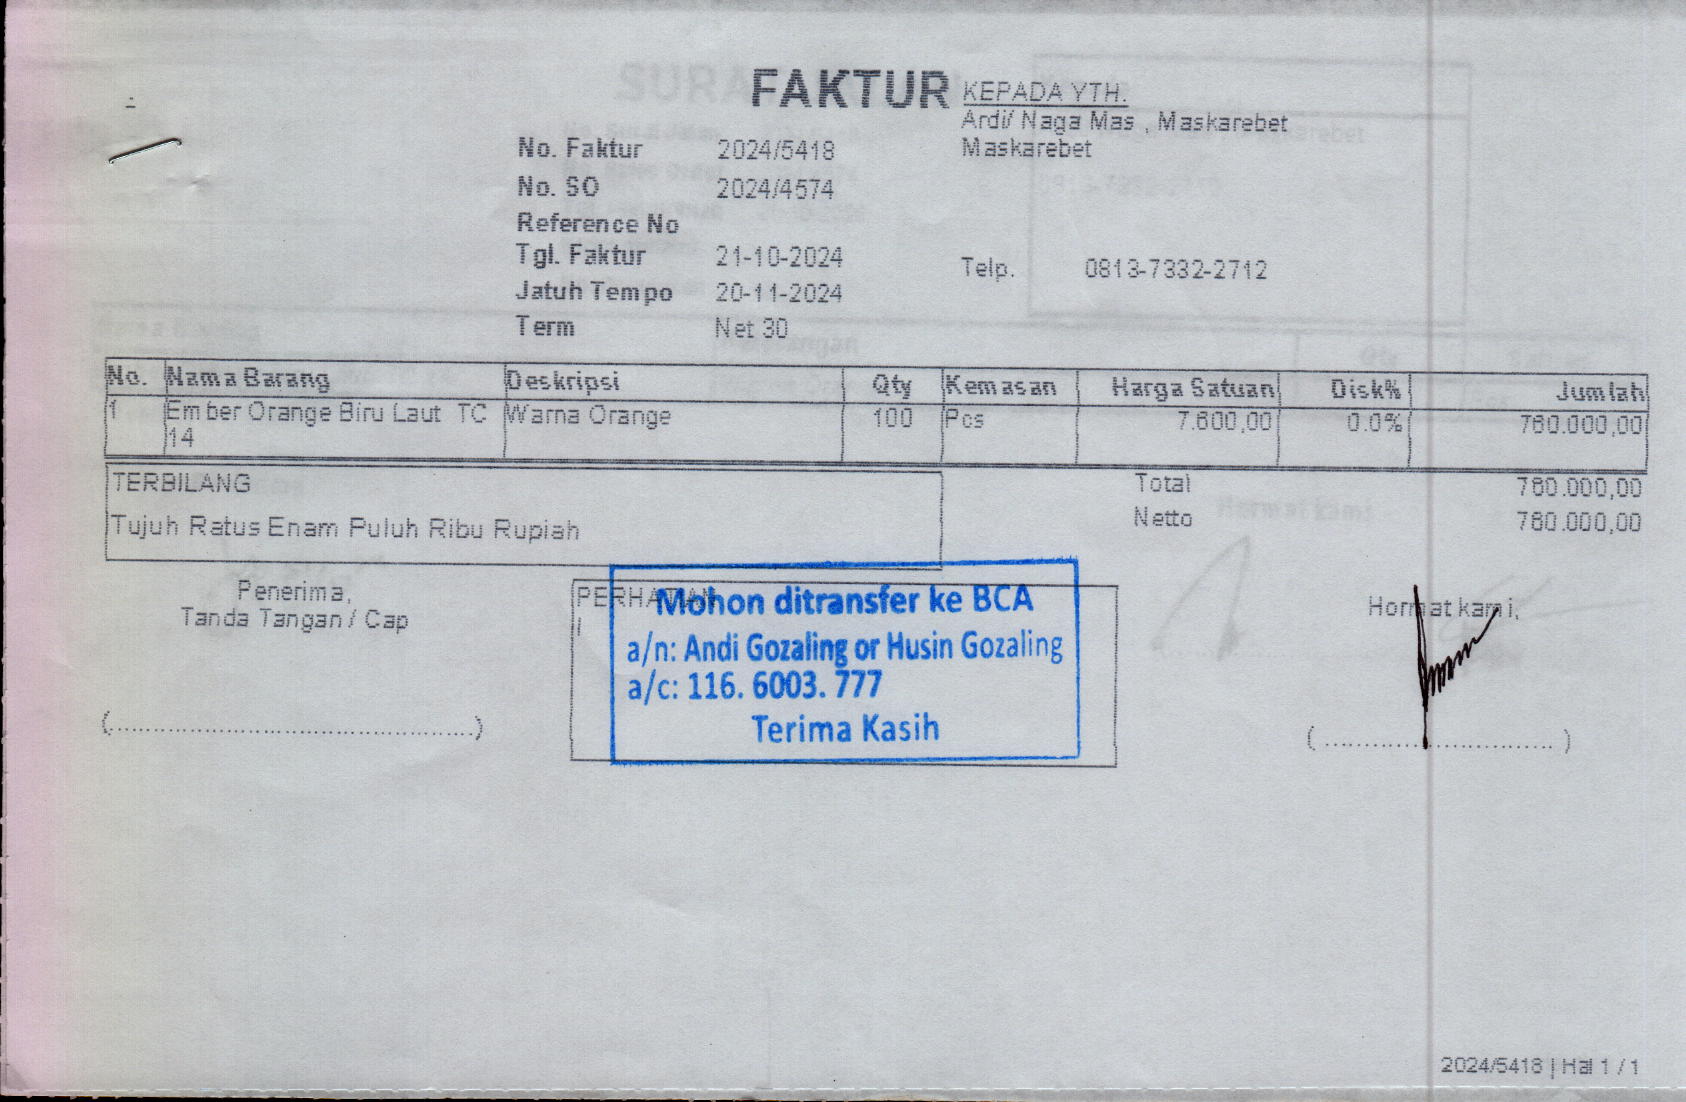 FAKTUR
KEPADA YTH.
Ardi/ Naga Mas , Maskarebet
Maskarebet
No. Faktur 2024/5418
No. SO 2024/4574
Reference No
Tgl. Faktur 21-10-2024
Telp. 0813-7332-2712
Jatuh Tempo 20-11-2024
Term Net 30
No. Nama Barang Deskripsi Qty Kemasan Harga Satuan Disk% Jumlah
1 Ember Orange Biru Laut TC Warna Orange 100 Pcs 7.600,00 0.0% 760.000,00
14
TERBILANG
Total 760.000,00
Tujuh Ratus Enam Puluh Ribu Rupiah
Netto 760.000,00
Penerima,
Tanda Tangan / Cap
PERHATIAN
Mohon ditransfer ke BCA
a/n: Andi Gozaling or Husin Gozaling
a/c: 116. 6003. 777
Terima Kasih
Hormat kami,
(................................................)
( .............................. )
2024/5418 | Hal 1 / 1